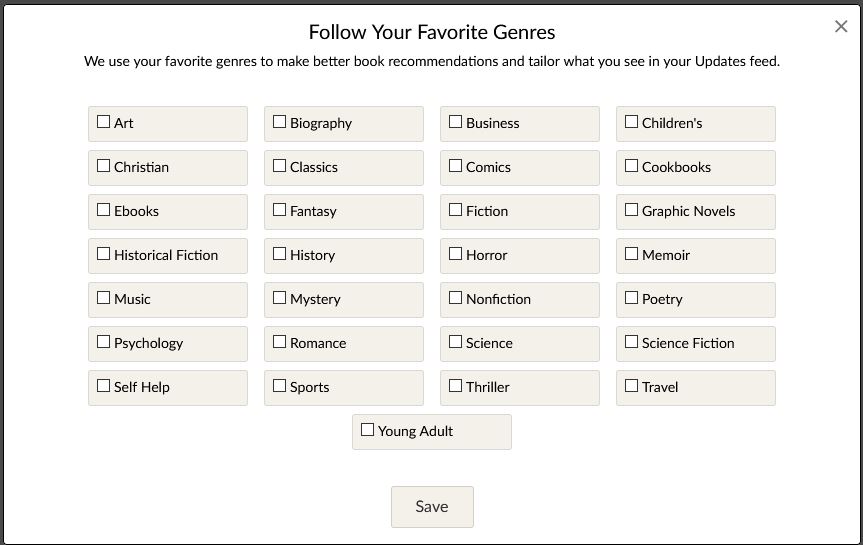 Follow Your Favorite Genres
We use your favorite genres to make better book recommendations and tailor what you see in your Updates feed.
Art Biography Business Children's
Christian Classics Comics Cookbooks
Ebooks Fantasy Fiction Graphic Novels
Historical Fiction History Horror Memoir
Music Mystery Nonfiction Poetry
Psychology Romance Science Science Fiction
Self Help Sports Thriller Travel
Young Adult
Save